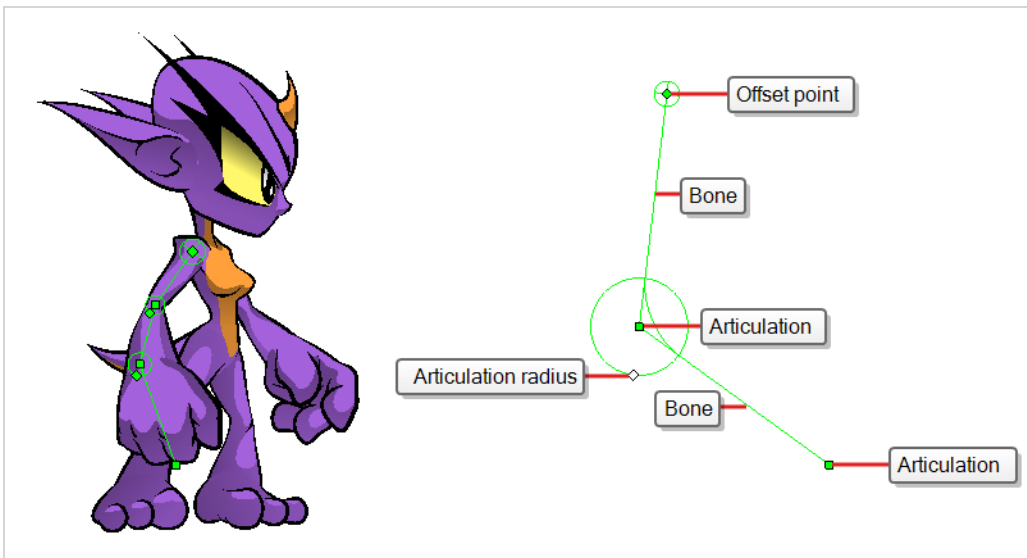 Offset point
Bone
Articulation
Articulation radius
Bone
Articulation